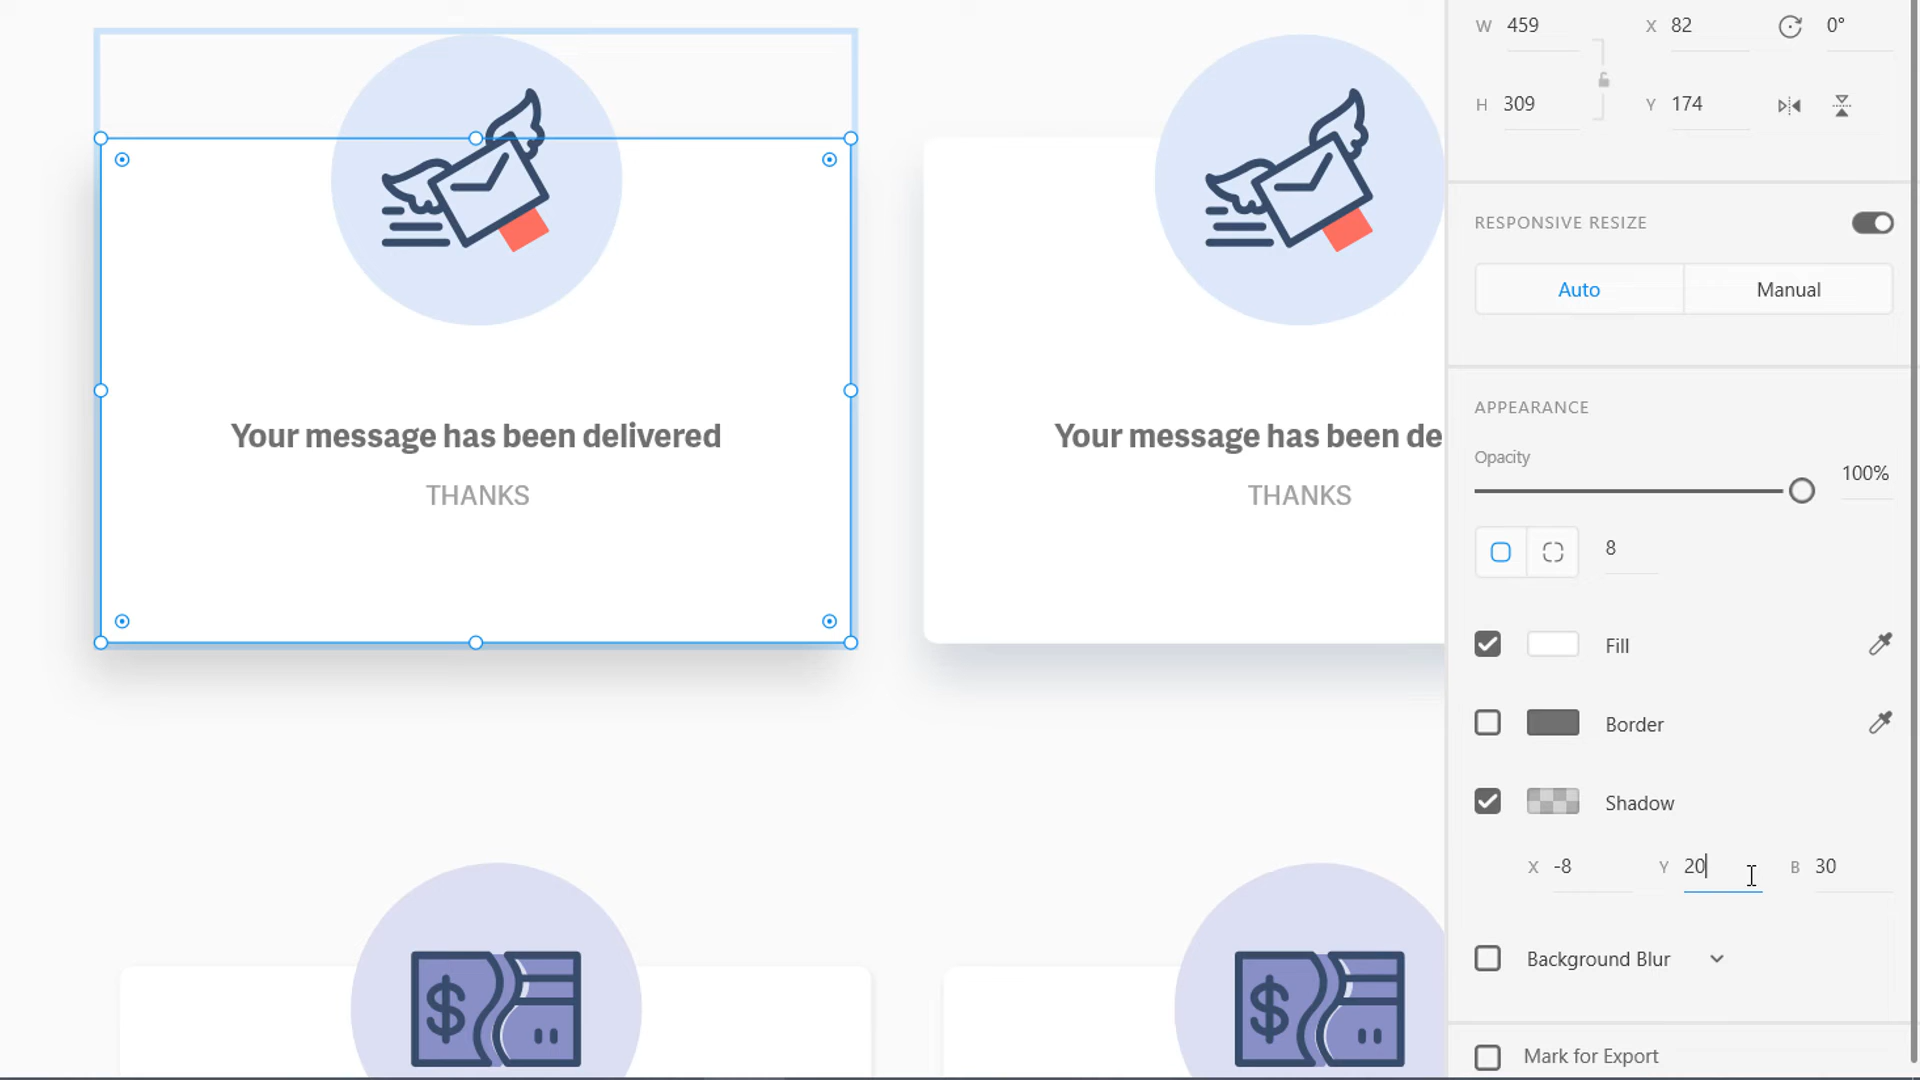 W 459 X 82 0°
H 309 Y 174
RESPONSIVE RESIZE
Auto Manual
APPEARANCE
Opacity
100%
8
Fill
Border
Shadow
X -8 Y 20 B 30
Background Blur
Mark for Export
Your message has been delivered
THANKS
Your message has been de
THANKS
$
$